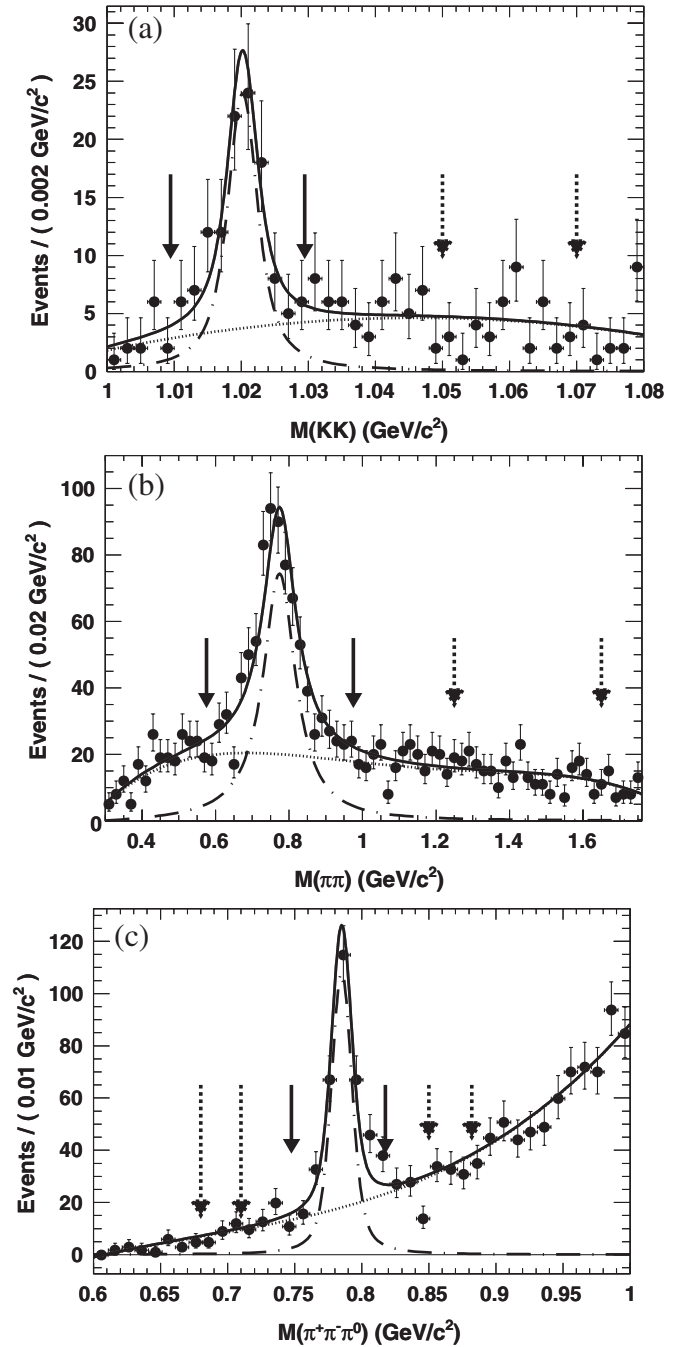 (a)
Events / ( 0.002 GeV/c²)
30
25
20
15
10
5
0
1 1.01 1.02 1.03 1.04 1.05 1.06 1.07 1.08
M(KK) (GeV/c²)
(b)
Events / ( 0.02 GeV/c²)
100
80
60
40
20
0
0.4 0.6 0.8 1 1.2 1.4 1.6
M(ππ) (GeV/c²)
(c)
Events / ( 0.01 GeV/c²)
120
100
80
60
40
20
0
0.6 0.65 0.7 0.75 0.8 0.85 0.9 0.95 1
M(π⁺π⁻π⁰) (GeV/c²)